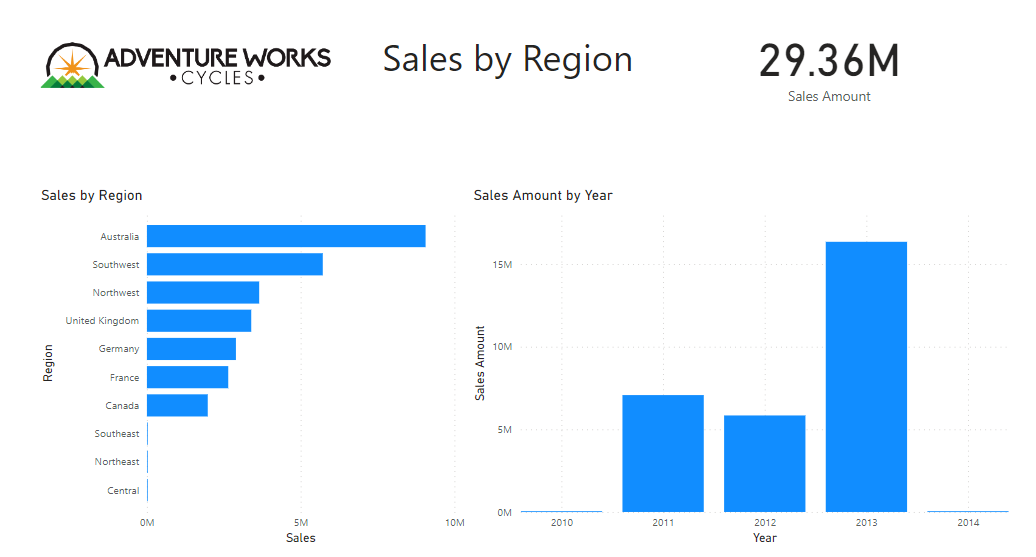 ADVENTURE WORKS
•CYCLES•
Sales by Region
29.36M
Sales Amount
Sales by Region
Region
Australia
Southwest
Northwest
United Kingdom
Germany
France
Canada
Southeast
Northeast
Central
0M 5M 10M
Sales
Sales Amount by Year
Sales Amount
15M
10M
5M
0M
2010 2011 2012 2013 2014
Year